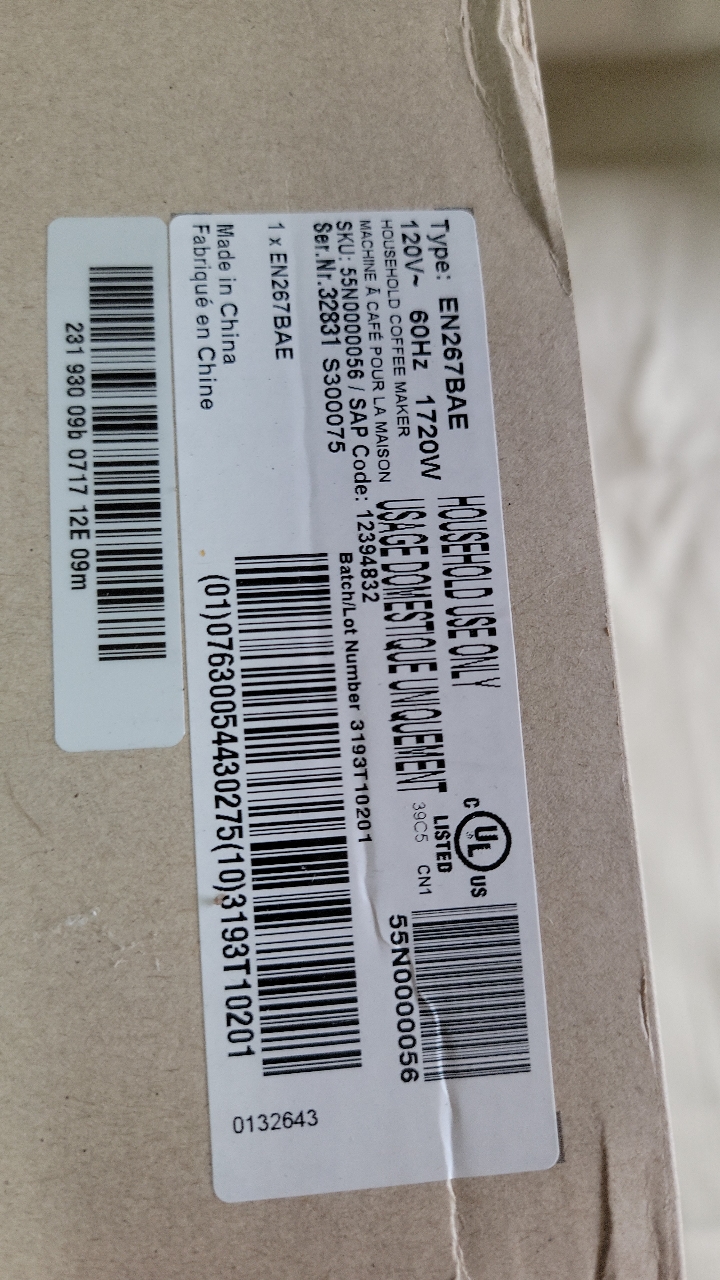 Type: EN267BAE
120V~ 60Hz 1720W
HOUSEHOLD COFFEE MAKER
MACHINE À CAFÉ POUR LA MAISON
SKU: 55N0000056 / SAP Code: 12394832
Ser.Nr.32831 S300075
HOUSEHOLD USE ONLY
USAGE DOMESTIQUE UNIQUEMENT
C UL US
LISTED
39C5 CN1
55N0000056
1 x EN267BAE
Batch/Lot Number 3193T10201
Made in China
Fabriqué en Chine
(01)07630054430275(10)3193T10201
0132643
231 930 09b 0717 12E 09m